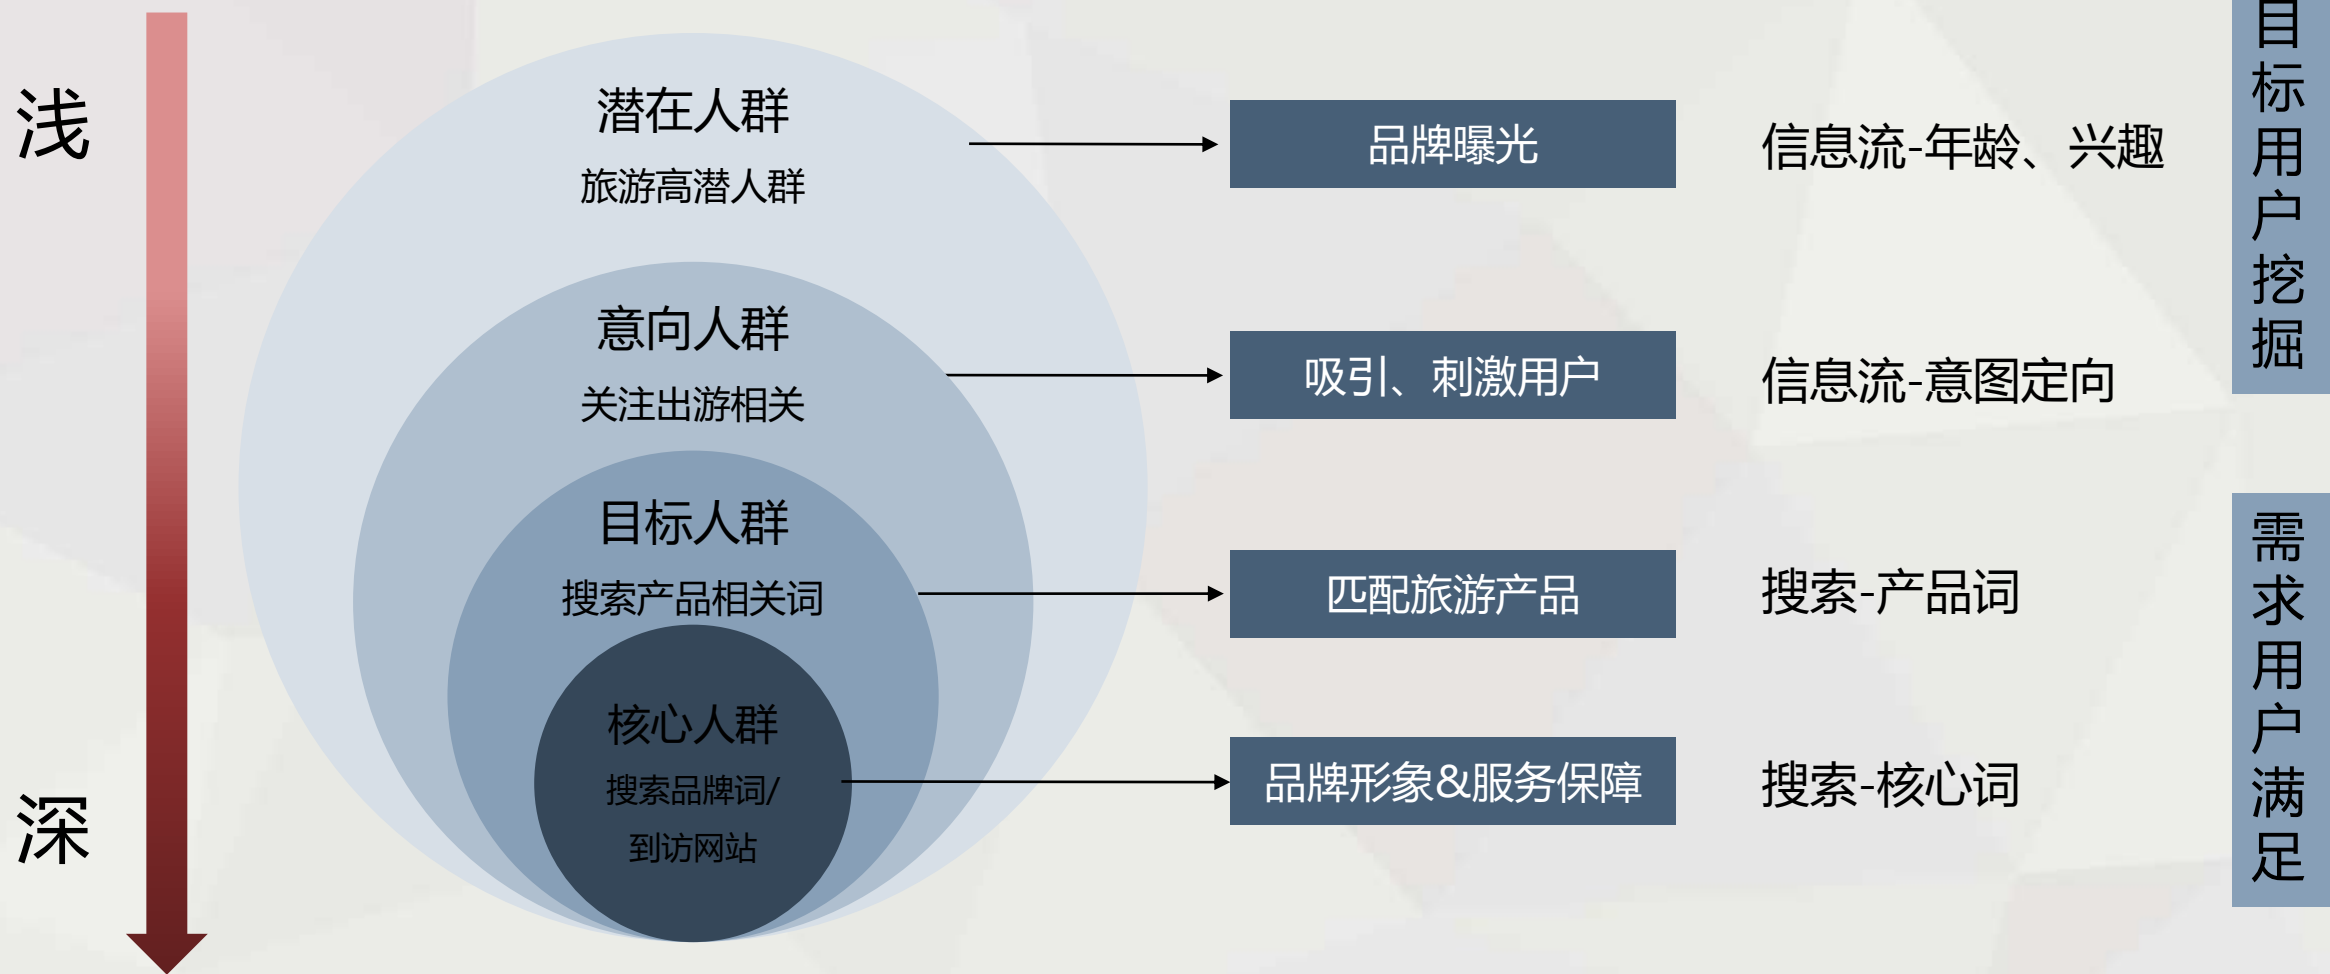 浅
深
潜在人群
旅游高潜人群
意向人群
关注出游相关
目标人群
搜索产品相关词
核心人群
搜索品牌词/
到访网站
品牌曝光
信息流-年龄、兴趣
吸引、刺激用户
信息流-意图定向
匹配旅游产品
搜索-产品词
品牌形象&服务保障
搜索-核心词
目标用户挖掘
需求用户满足